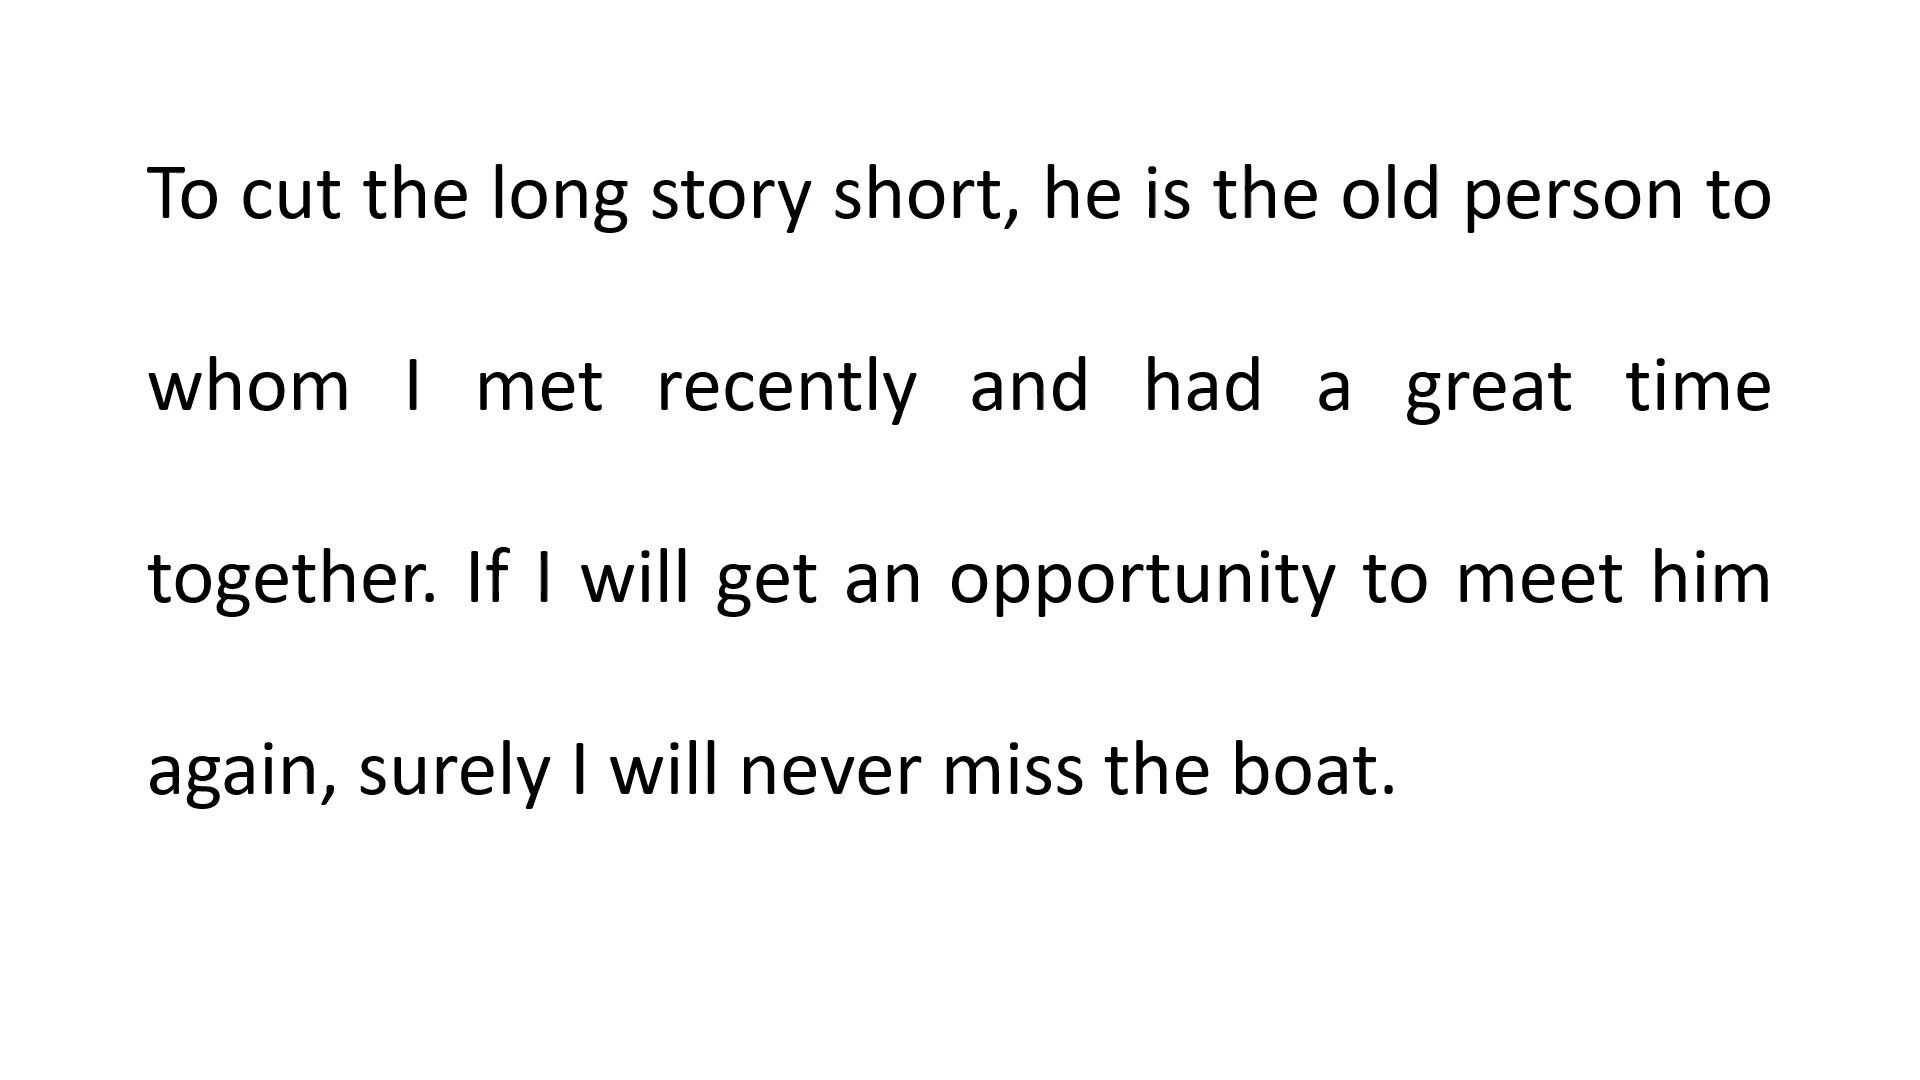 To cut the long story short, he is the old person to
whom I met recently and had a great time
together. If I will get an opportunity to meet him
again, surely I will never miss the boat.